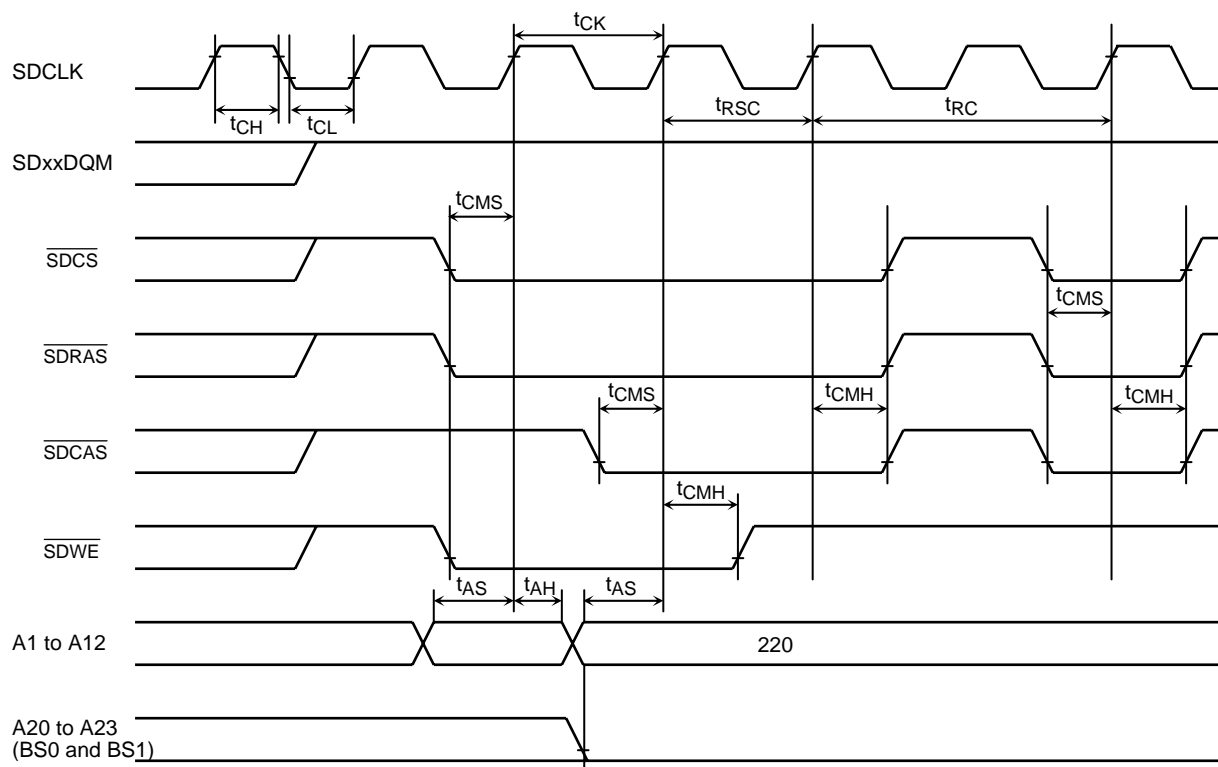 tCK
SDCLK
tRSC
tRC
tCH
tCL
SDxxDQM
tCMS
SDCS
tCMS
SDRAS
tCMS
tCMH
tCMH
SDCAS
tCMH
SDWE
tAS
tAH
tAS
A1 to A12
220
A20 to A23
(BS0 and BS1)